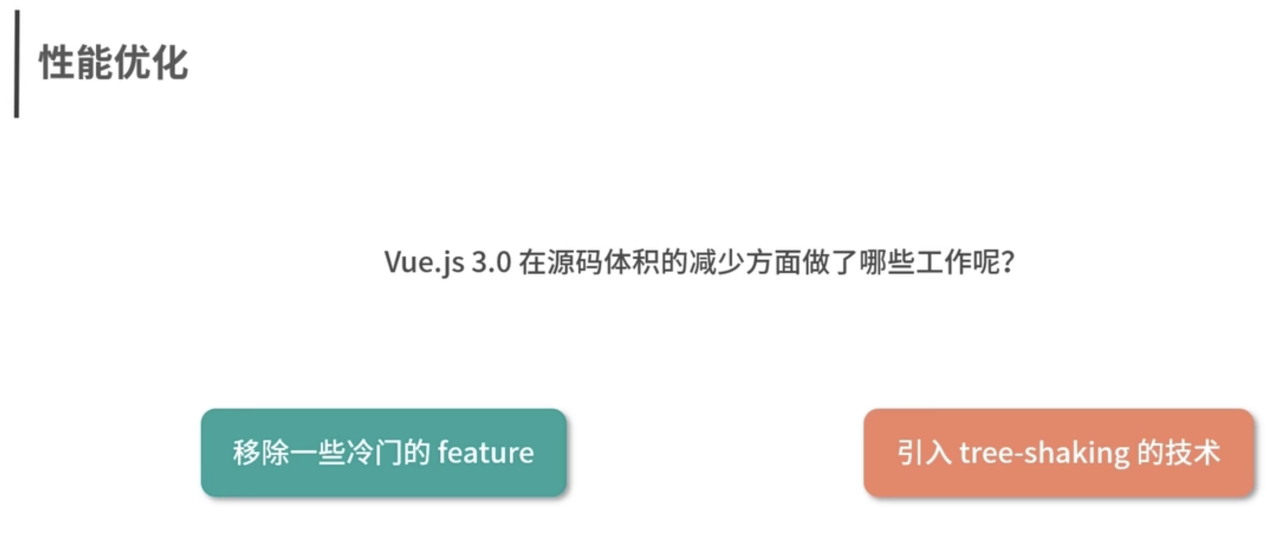 性能优化
Vue.js 3.0 在源码体积的减少方面做了哪些工作呢？
移除一些冷门的 feature
引入 tree-shaking 的技术